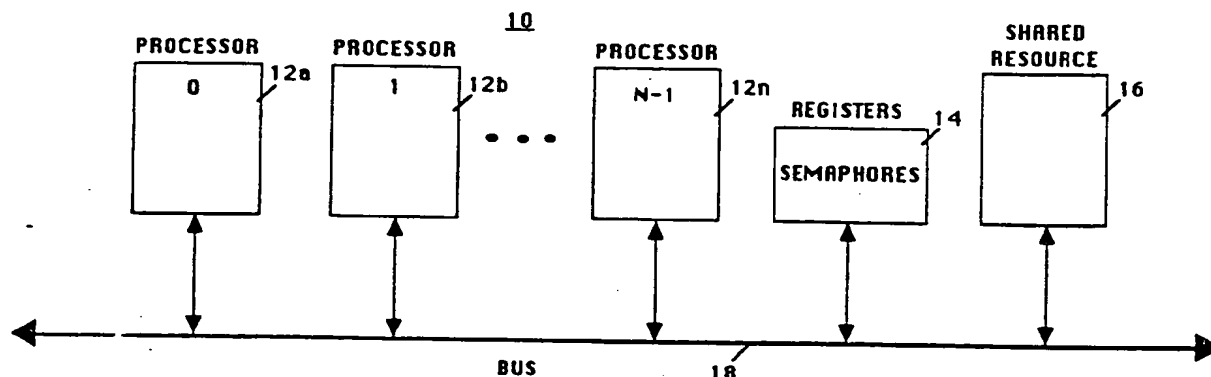 10
PROCESSOR
0
12a
PROCESSOR
1
12b
PROCESSOR
N-1
12n
REGISTERS
14
SEMAPHORES
SHARED
RESOURCE
16
BUS
18